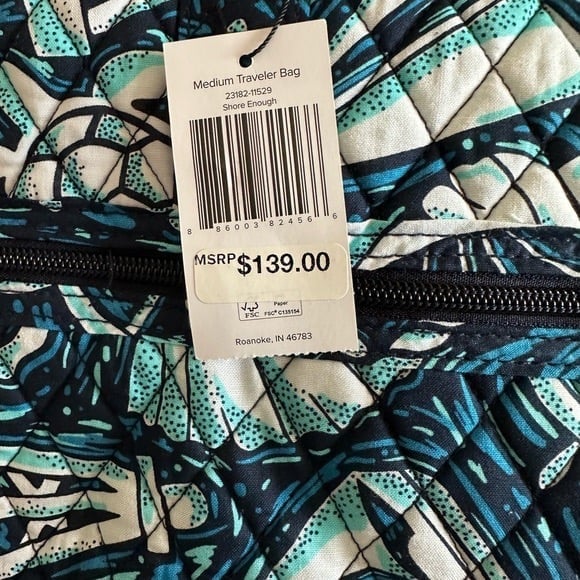 Medium Traveler Bag
23182-11529
Shore Enough
8 86003 82456 6
MSRP $139.00
FSC
Paper
FSC® C135154
Roanoke, IN 46783